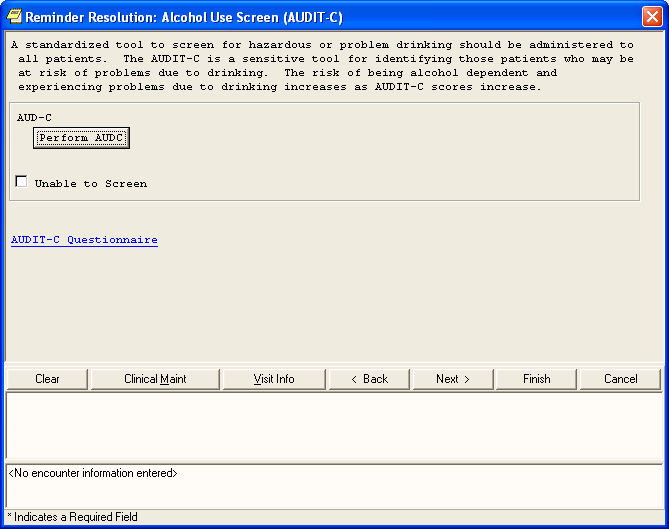 Reminder Resolution: Alcohol Use Screen (AUDIT-C)
A standardized tool to screen for hazardous or problem drinking should be administered to
all patients. The AUDIT-C is a sensitive tool for identifying those patients who may be
at risk of problems due to drinking. The risk of being alcohol dependent and
experiencing problems due to drinking increases as AUDIT-C scores increase.
AUD-C
Perform AUDC
Unable to Screen
AUDIT-C Questionnaire
Clear Clinical Maint Visit Info < Back Next > Finish Cancel
<No encounter information entered>
* Indicates a Required Field